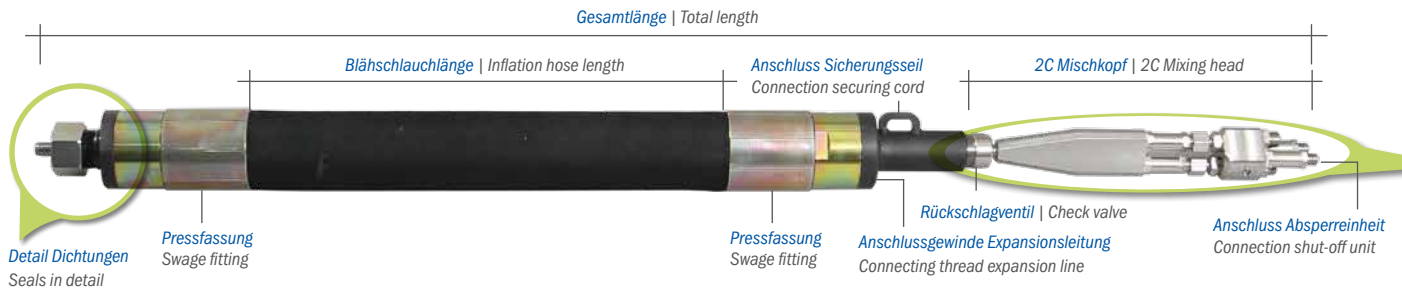 Gesamtlänge | Total length
Blähschlauchlänge | Inflation hose length
Anschluss Sicherungsseil
Connection securing cord
2C Mischkopf | 2C Mixing head
Detail Dichtungen
Seals in detail
Pressfassung
Swage fitting
Pressfassung
Swage fitting
Rückschlagventil | Check valve
Anschlussgewinde Expansionsleitung
Connecting thread expansion line
Anschluss Absperreinheit
Connection shut-off unit